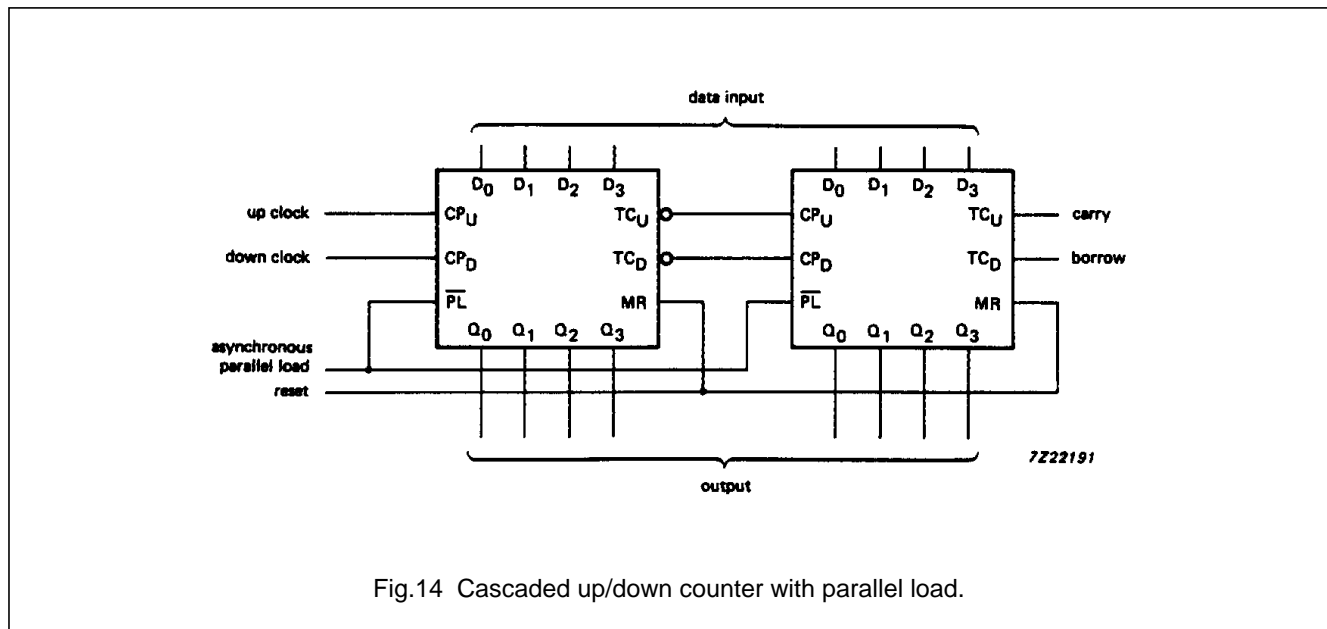 data input
D0 D1 D2 D3
D0 D1 D2 D3
up clock
CPU
TCU
CPU
TCU
carry
down clock
CPD
TCD
CPD
TCD
borrow
PL
MR
PL
MR
Q0 Q1 Q2 Q3
Q0 Q1 Q2 Q3
asynchronous
parallel load
reset
7Z22191
output
Fig.14 Cascaded up/down counter with parallel load.